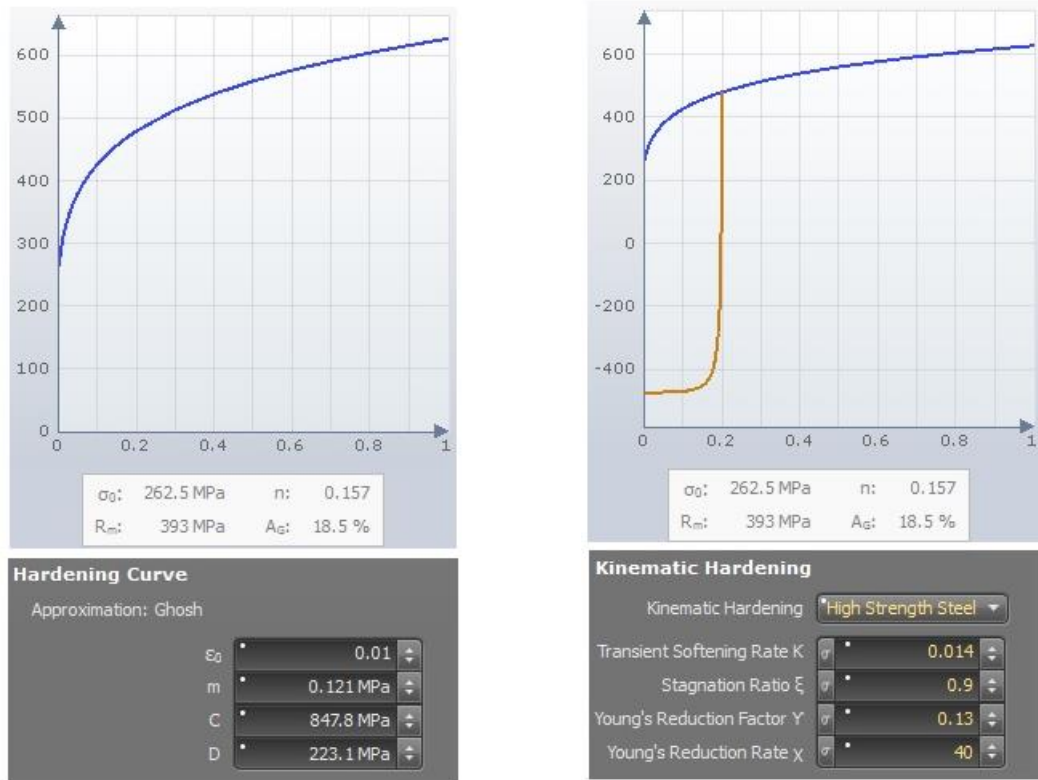 600
500
400
300
200
100
0
0 0.2 0.4 0.6 0.8 1
σ₀: 262.5 MPa n: 0.157
Rₘ: 393 MPa A_G: 18.5 %
Hardening Curve
Approximation: Ghosh
ε₀ 0.01
m 0.121 MPa
C 847.8 MPa
D 223.1 MPa
600
400
200
0
-200
-400
0 0.2 0.4 0.6 0.8 1
σ₀: 262.5 MPa n: 0.157
Rₘ: 393 MPa A_G: 18.5 %
Kinematic Hardening
Kinematic Hardening High Strength Steel
Transient Softening Rate K σ 0.014
Stagnation Ratio ξ σ 0.9
Young's Reduction Factor ϒ σ 0.13
Young's Reduction Rate χ σ 40